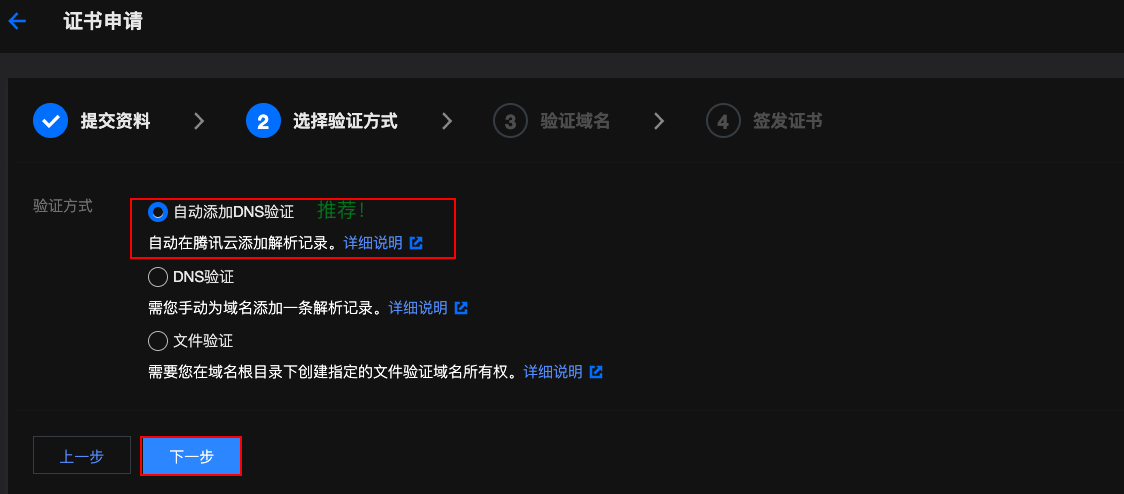 证书申请
提交资料 2 选择验证方式 3 验证域名 4 签发证书
验证方式
自动添加DNS验证 推荐!
自动在腾讯云添加解析记录。详细说明
DNS验证
需您手动为域名添加一条解析记录。详细说明
文件验证
需要您在域名根目录下创建指定的文件验证域名所有权。详细说明
上一步 下一步